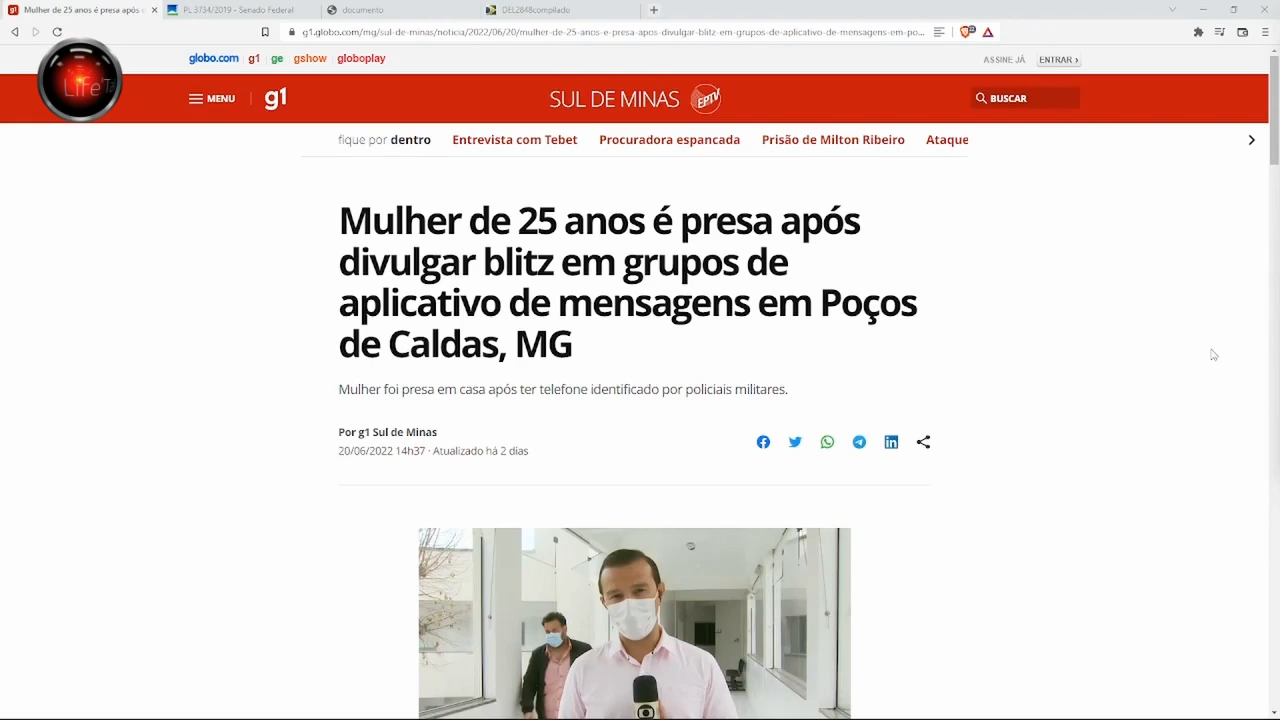 Mulher de 25 anos é presa após
PL 3734/2019 - Senado Federal
documento
DEL2848compilado
g1.globo.com/mg/sul-de-minas/noticia/2022/06/20/mulher-de-25-anos-e-presa-apos-divulgar-blitz-em-grupos-de-aplicativo-de-mensagens-em-po...
globo.com g1 ge gshow globoplay
ASSINE JÁ ENTRAR ›
MENU g1 SUL DE MINAS EPTV BUSCAR
fique por dentro Entrevista com Tebet Procuradora espancada Prisão de Milton Ribeiro Ataque
Mulher de 25 anos é presa após
divulgar blitz em grupos de
aplicativo de mensagens em Poços
de Caldas, MG
Mulher foi presa em casa após ter telefone identificado por policiais militares.
Por g1 Sul de Minas
20/06/2022 14h37 · Atualizado há 2 dias